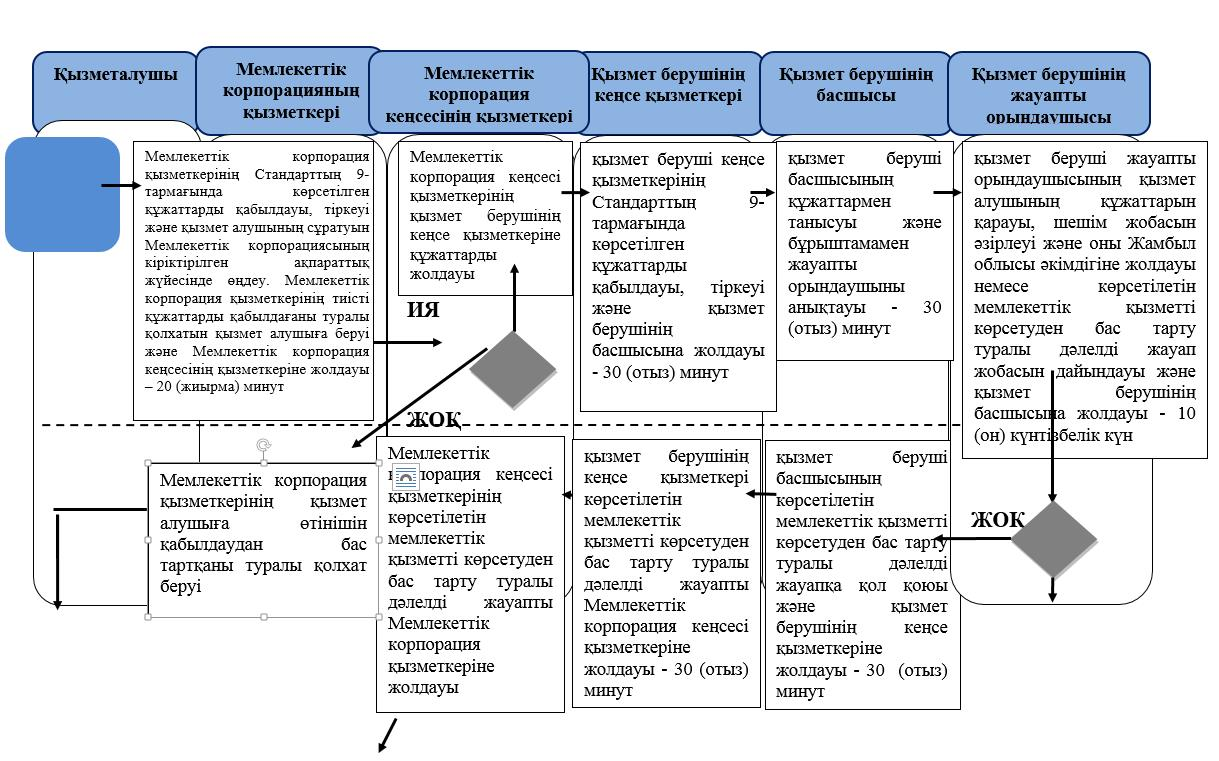 Қызметалушы
Мемлекеттік
корпорацияның
қызметкері
Мемлекеттік
корпорация
кеңсесінің қызметкері
Қызмет берушінің
кеңсе қызметкері
Қызмет берушінің
басшысы
Қызмет берушінің
жауапты
орындаушысы
Мемлекеттік корпорация
қызметкерінің Стандарттың 9-
тармағында көрсетілген
құжаттарды қабылдауы, тіркеуі
және қызмет алушының сұратуын
Мемлекеттік корпорациясының
кіріктірілген ақпараттық
жүйесінде өңдеу. Мемлекеттік
корпорация қызметкерінің тиісті
құжаттарды қабылдағаны туралы
қолхатын қызмет алушыға беруі
және Мемлекеттік корпорация
кеңсесінің қызметкеріне жолдауы
– 20 (жиырма) минут
Мемлекеттік
корпорация кеңсесі
қызметкерінің
қызмет берушінің
кеңсе қызметкеріне
құжаттарды
жолдауы
қызмет беруші кеңсе
қызметкерінің
Стандарттың 9-
тармағында
көрсетілген
құжаттарды
қабылдауы, тіркеуі
және қызмет
берушінің
басшысына жолдауы
- 30 (отыз) минут
қызмет беруші
басшысының
құжаттармен
танысуы және
бұрыштамамен
жауапты
орындаушыны
анықтауы - 30
(отыз) минут
қызмет беруші жауапты
орындаушысының қызмет
алушының құжаттарын
қарауы, шешім жобасын
әзірлеуі және оны Жамбыл
облысы әкімдігіне жолдауы
немесе көрсетілетін
мемлекеттік қызметті
көрсетуден бас тарту
туралы дәлелді жауап
жобасын дайындауы және
қызмет берушінің
басшысына жолдауы - 10
(он) күнтізбелік күн
ИЯ
ЖОҚ
Мемлекеттік корпорация
қызметкерінің қызмет
алушыға өтінішін
қабылдаудан бас
тартқаны туралы қолхат
беруі
Мемлекеттік
корпорация кеңсесі
қызметкерінің
көрсетілетін
мемлекеттік
қызметті көрсетуден
бас тарту туралы
дәлелді жауапты
Мемлекеттік
корпорация
қызметкеріне
жолдауы
қызмет берушінің
кеңсе қызметкері
көрсетілетін
мемлекеттік
қызметті көрсетуден
бас тарту туралы
дәлелді жауапты
Мемлекеттік
корпорация кеңсесі
қызметкеріне
жолдауы - 30 (отыз)
минут
қызмет беруші
басшысының
көрсетілетін
мемлекеттік қызметті
көрсетуден бас тарту
туралы дәлелді
жауапқа қол қоюы
және қызмет
берушінің кеңсе
қызметкеріне
жолдауы - 30 (отыз)
минут
ЖОҚ